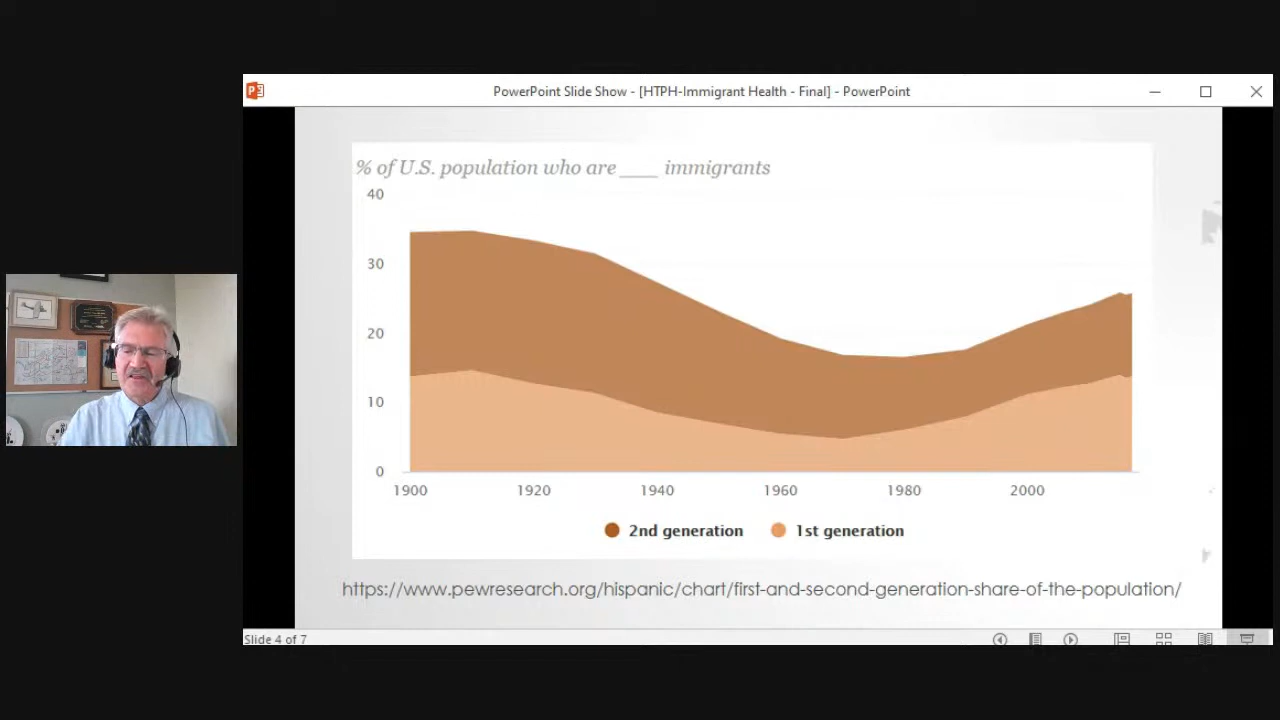 PowerPoint Slide Show - [HTPH-Immigrant Health - Final] - PowerPoint
% of U.S. population who are ___ immigrants
40
30
20
10
0
1900 1920 1940 1960 1980 2000
2nd generation 1st generation
https://www.pewresearch.org/hispanic/chart/first-and-second-generation-share-of-the-population/
Slide 4 of 7